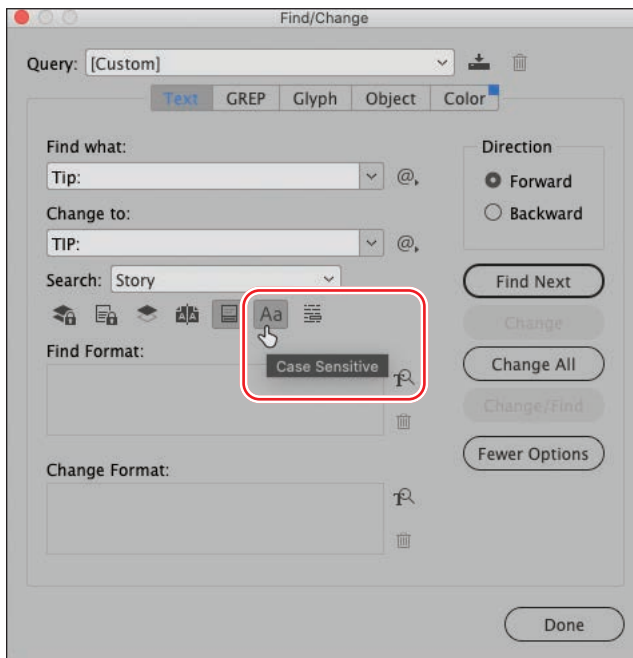 Find/Change
Query: [Custom]
Text GREP Glyph Object Color
Find what:
Tip:
@
Change to:
TIP:
@
Search: Story
Aa
Case Sensitive
Find Format:
Change Format:
Direction
Forward
Backward
Find Next
Change
Change All
Change/Find
Fewer Options
Done